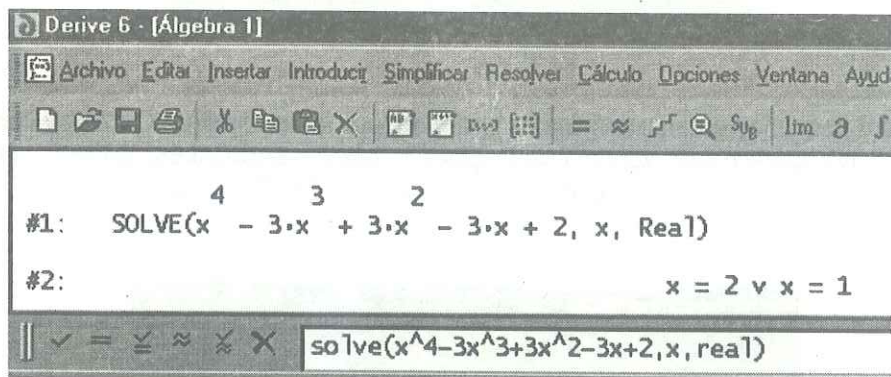 Derive 6 - [Álgebra 1]
Archivo Editar Insertar Introducir Simplificar Resolver Cálculo Opciones Ventana Ayud
SUB lim ∂ ∫
#1: SOLVE(x^4 - 3·x^3 + 3·x^2 - 3·x + 2, x, Real)
#2: x = 2 ∨ x = 1
solve(x^4-3x^3+3x^2-3x+2,x,real)